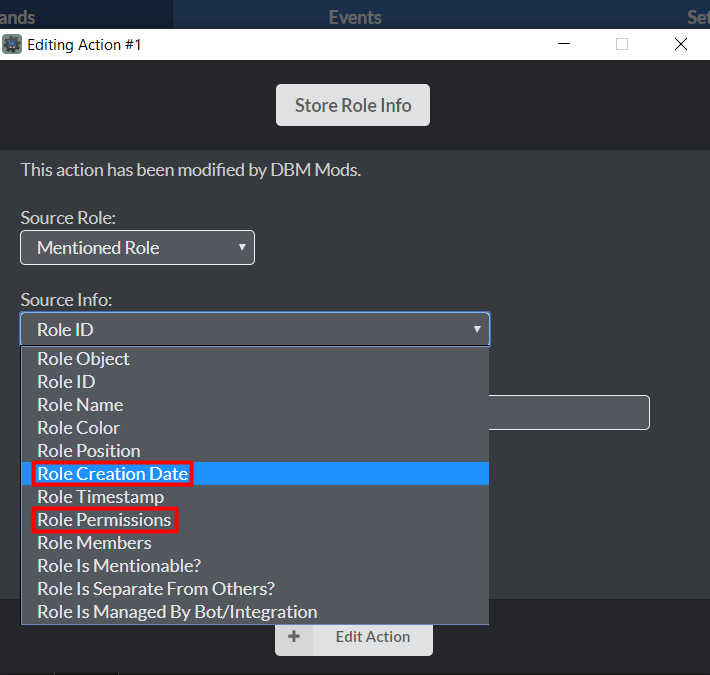 ands Events Set
Editing Action #1
Store Role Info
This action has been modified by DBM Mods.
Source Role:
Mentioned Role
Source Info:
Role ID
Role Object
Role ID
Role Name
Role Color
Role Position
Role Creation Date
Role Timestamp
Role Permissions
Role Members
Role Is Mentionable?
Role Is Separate From Others?
Role Is Managed By Bot/Integration
+ Edit Action